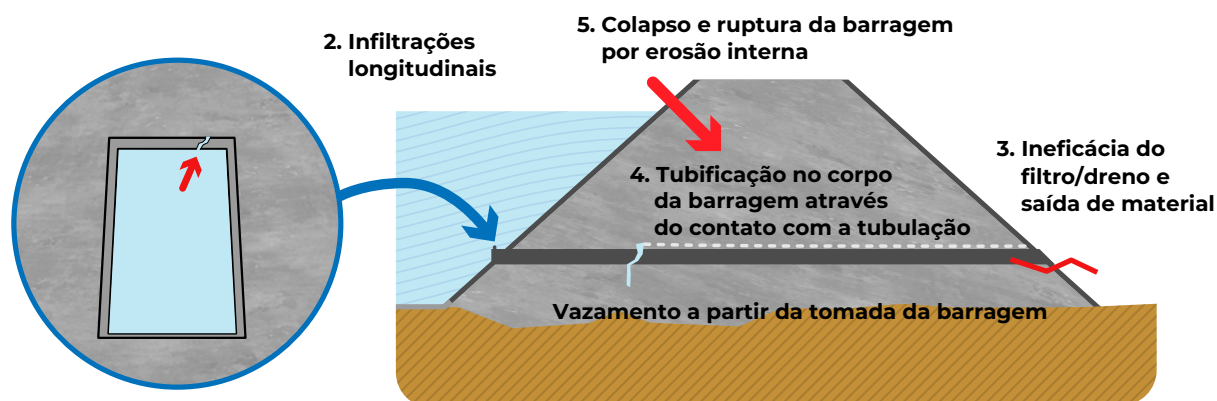 2. Infiltrações
longitudinais
5. Colapso e ruptura da barragem
por erosão interna
3. Ineficácia do
filtro/dreno e
saída de material
4. Tubificação no corpo
da barragem através
do contato com a tubulação
Vazamento a partir da tomada da barragem